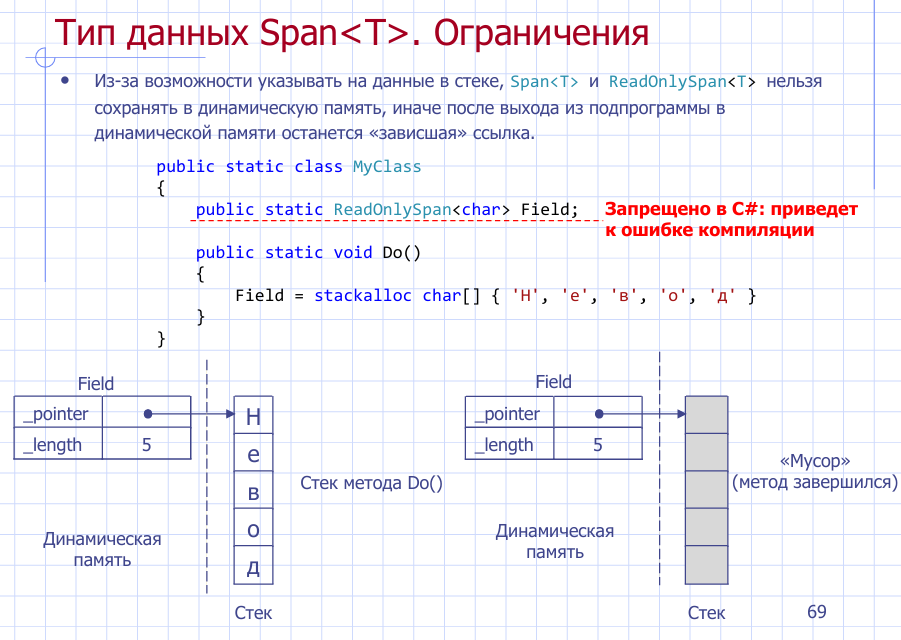 Тип данных Span<T>. Ограничения
• Из-за возможности указывать на данные в стеке, Span<T> и ReadOnlySpan<T> нельзя
сохранять в динамическую память, иначе после выхода из подпрограммы в
динамической памяти останется «зависшая» ссылка.
public static class MyClass
{
public static ReadOnlySpan<char> Field; Запрещено в C#: приведет
к ошибке компиляции
public static void Do()
{
Field = stackalloc char[] { 'Н', 'е', 'в', 'о', 'д' }
}
}
Field
_pointer
_length 5
Н
е
в
о
д
Стек метода Do()
Динамическая
память
Стек
Field
_pointer
_length 5
«Мусор»
(метод завершился)
Динамическая
память
Стек
69